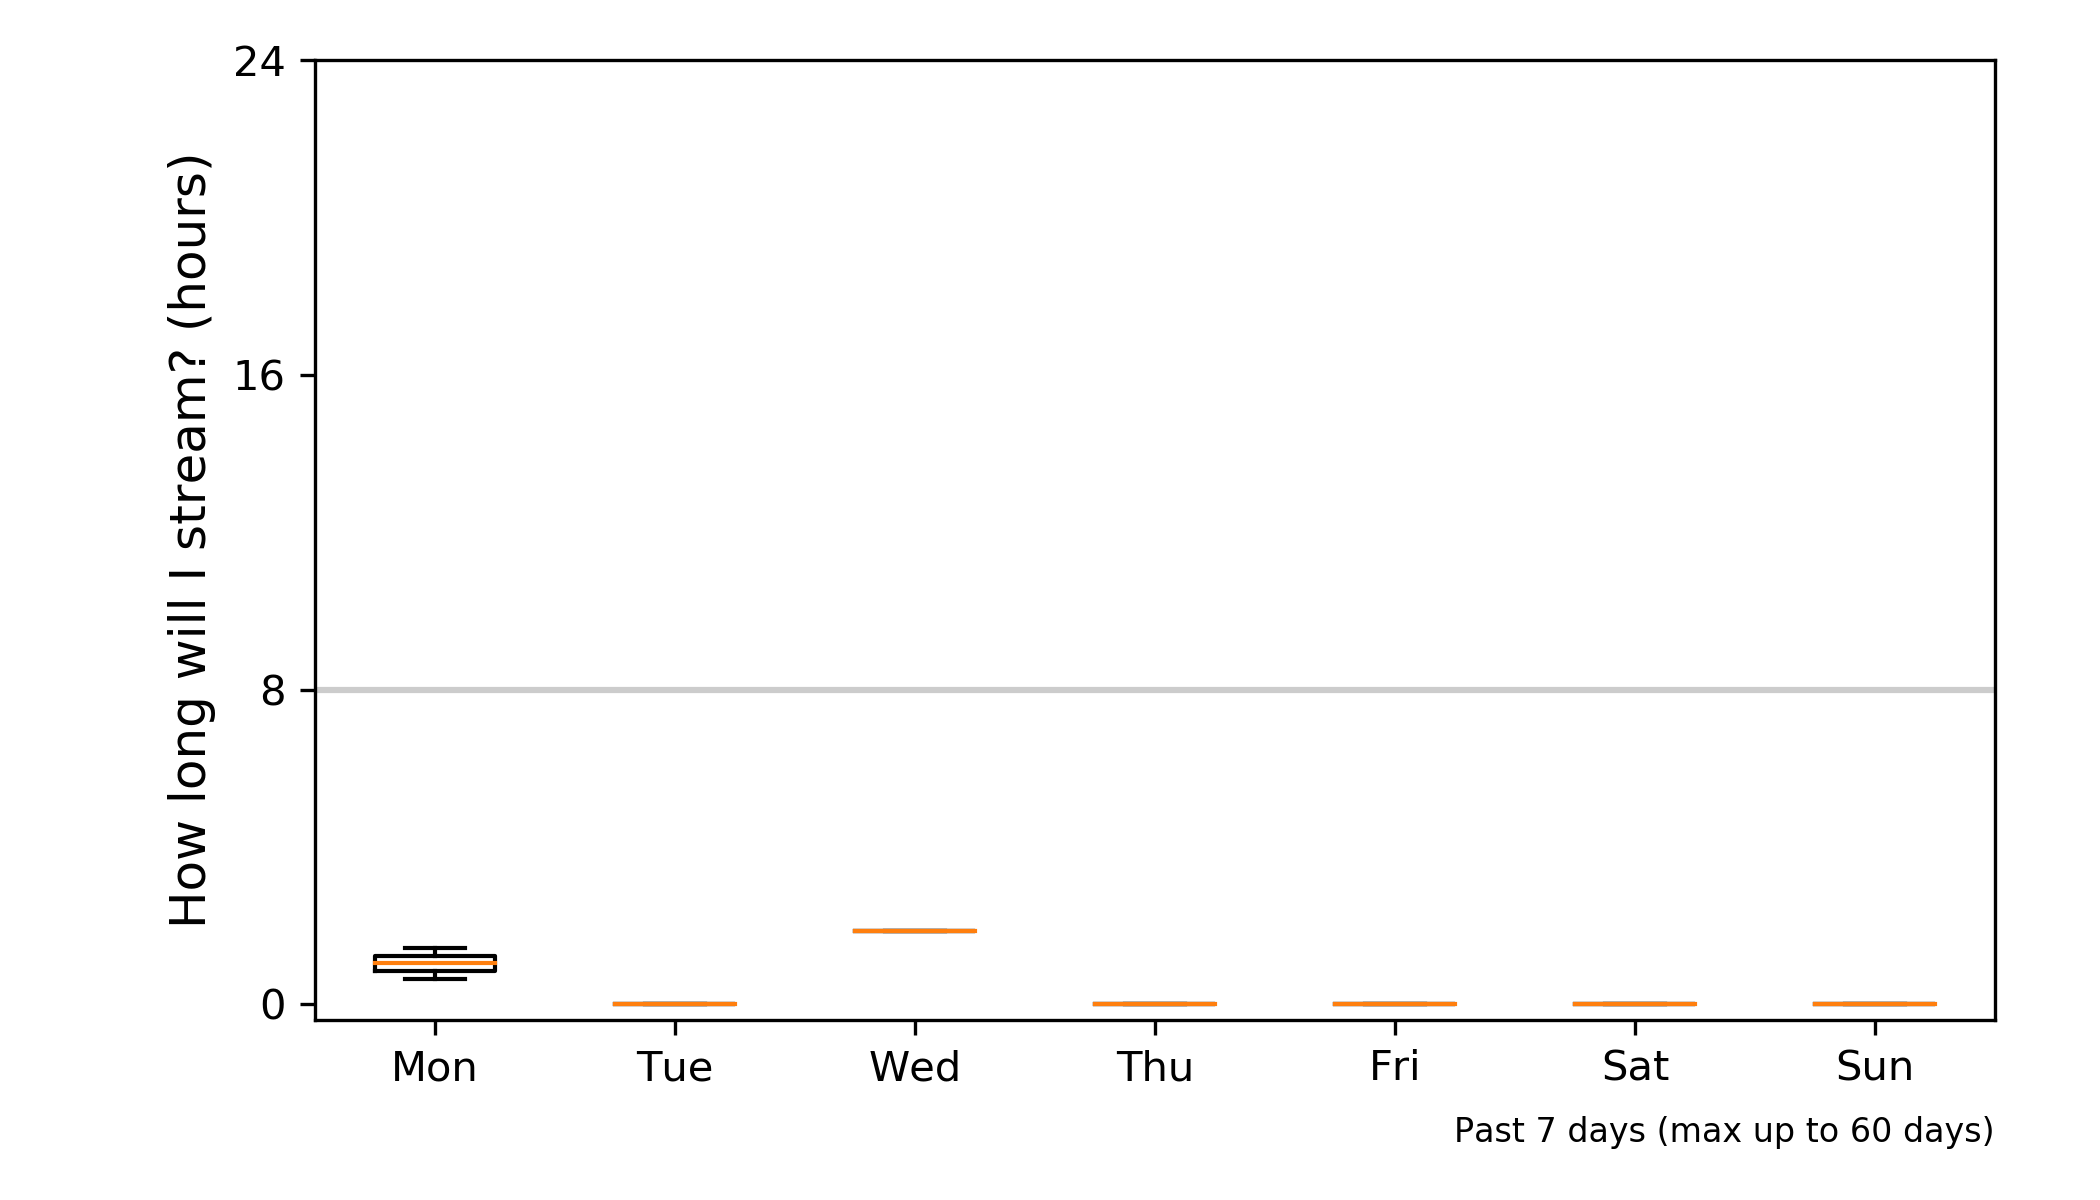 How long will I stream? (hours)
24
16
8
0
Mon Tue Wed Thu Fri Sat Sun
Past 7 days (max up to 60 days)